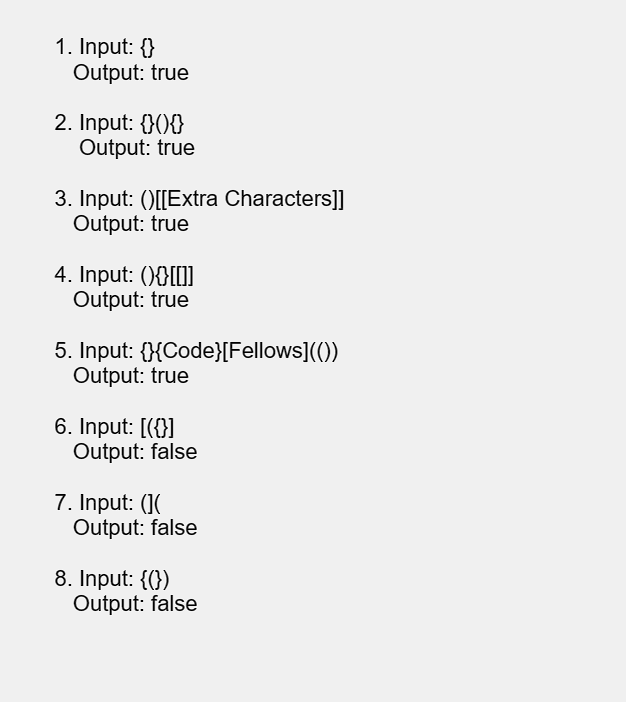 1. Input: {}
Output: true
2. Input: {}(){}
Output: true
3. Input: ()[[Extra Characters]]
Output: true
4. Input: (){}[[]]
Output: true
5. Input: {}{Code}[Fellows](())
Output: true
6. Input: [({}]
Output: false
7. Input: (](
Output: false
8. Input: {(})
Output: false